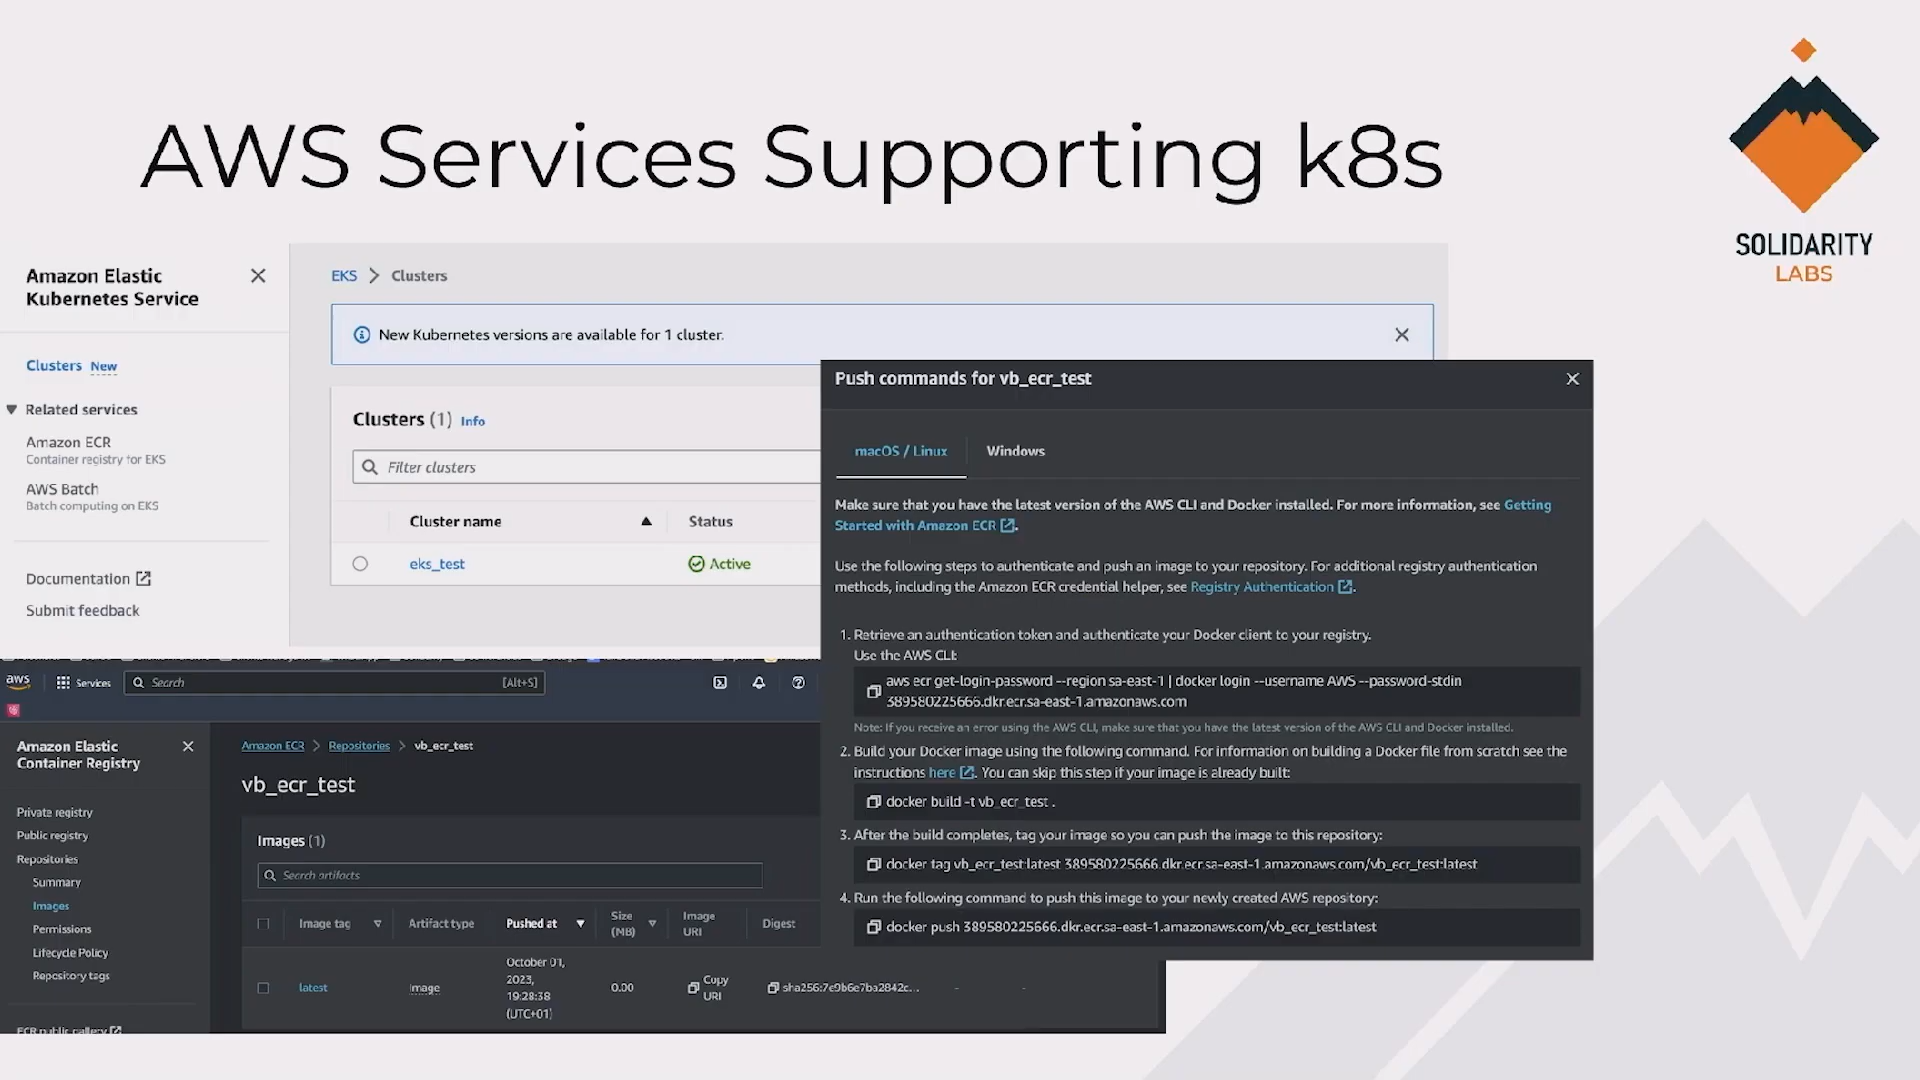 AWS Services Supporting k8s
SOLIDARITY
LABS
Amazon Elastic
Kubernetes Service
Clusters New
Related services
Amazon ECR
Container registry for EKS
AWS Batch
Batch computing on EKS
Documentation
Submit feedback
EKS > Clusters
New Kubernetes versions are available for 1 cluster.
Clusters (1) Info
Filter clusters
Cluster name Status
eks_test Active
aws Services Search [Alt+S]
Amazon Elastic
Container Registry
Private registry
Public registry
Repositories
Summary
Images
Permissions
Lifecycle Policy
Repository tags
ECR public gallery
Amazon ECR > Repositories > vb_ecr_test
vb_ecr_test
Images (1)
Search artifacts
Image tag Artifact type Pushed at Size (MB) Image URI Digest
latest Image October 01, 2023, 19:28:38 (UTC+01) 0.00 Copy URI sha256:7e9b6e7ba2842c... - -
Push commands for vb_ecr_test
macOS / Linux Windows
Make sure that you have the latest version of the AWS CLI and Docker installed. For more information, see Getting
Started with Amazon ECR.
Use the following steps to authenticate and push an image to your repository. For additional registry authentication
methods, including the Amazon ECR credential helper, see Registry Authentication.
1. Retrieve an authentication token and authenticate your Docker client to your registry.
Use the AWS CLI:
aws ecr get-login-password --region sa-east-1 | docker login --username AWS --password-stdin
389580225666.dkr.ecr.sa-east-1.amazonaws.com
Note: If you receive an error using the AWS CLI, make sure that you have the latest version of the AWS CLI and Docker installed.
2. Build your Docker image using the following command. For information on building a Docker file from scratch see the
instructions here. You can skip this step if your image is already built:
docker build -t vb_ecr_test .
3. After the build completes, tag your image so you can push the image to this repository:
docker tag vb_ecr_test:latest 389580225666.dkr.ecr.sa-east-1.amazonaws.com/vb_ecr_test:latest
4. Run the following command to push this image to your newly created AWS repository:
docker push 389580225666.dkr.ecr.sa-east-1.amazonaws.com/vb_ecr_test:latest